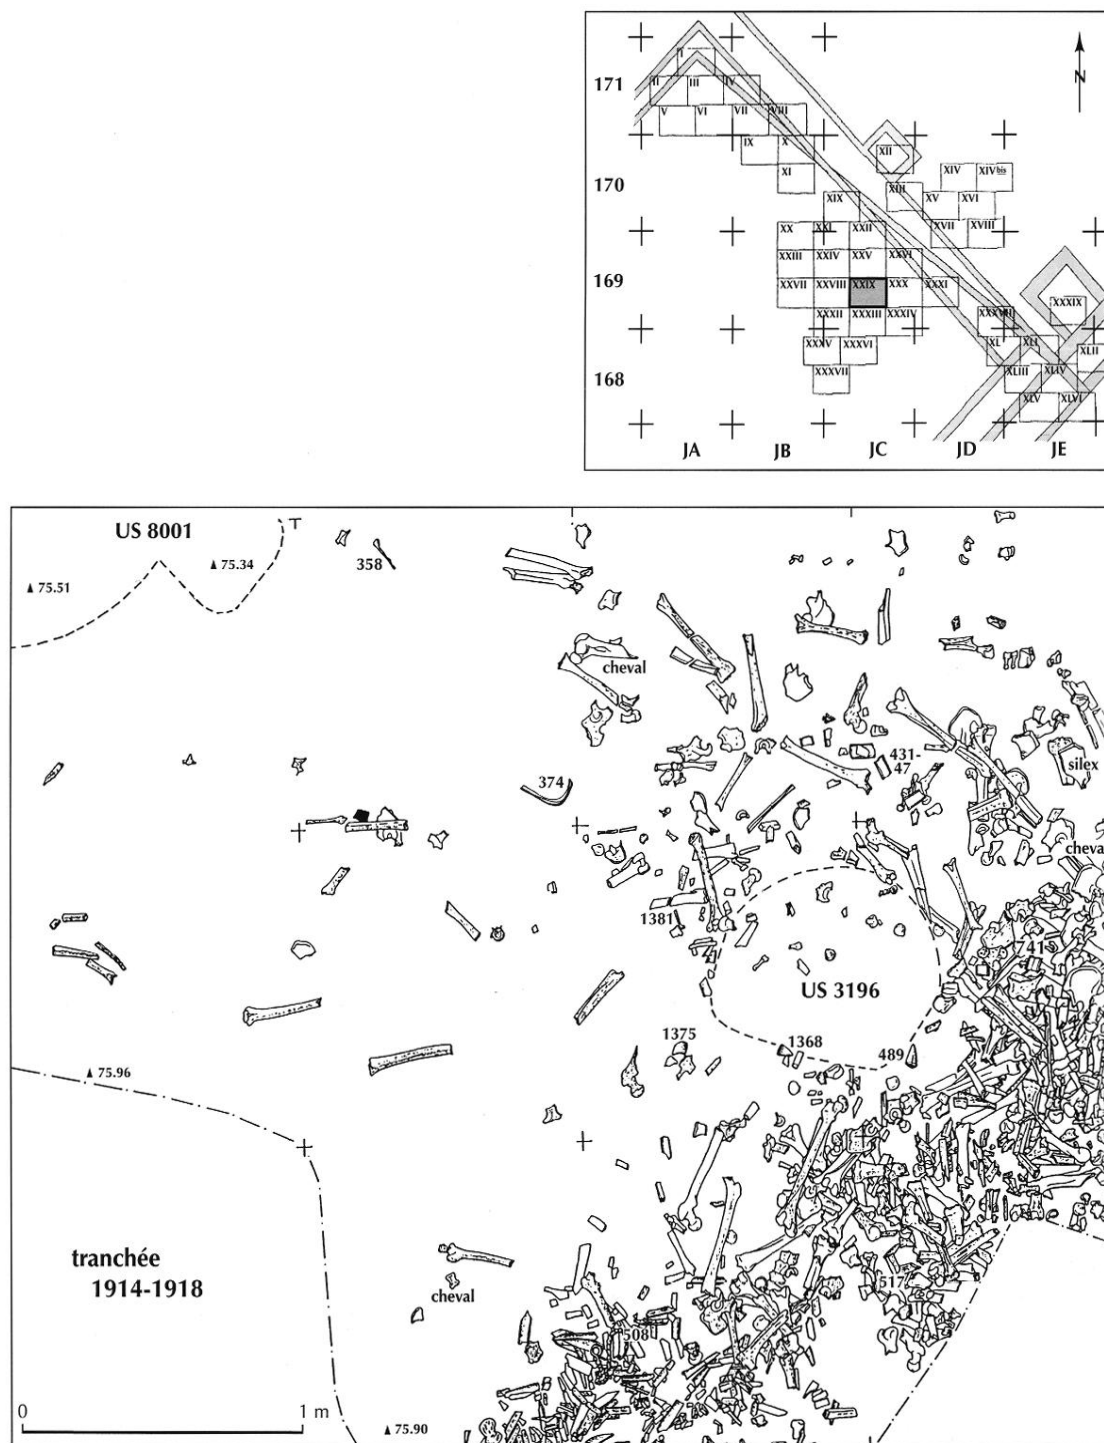 N
171
I
II III IV
V VI VII VIII
IX X
XI
XII
170
XIII
XIV XIVbis
XV XVI
XVII XVIII
XIX
XX XXI XXII
169
XXIII XXIV XXV XXVI
XXVII XXVIII XXIX XXX XXXI
XXXII XXXIII XXXIV
XXXV XXXVI
XXXVII
168
XXXIX
XL XLI XLII
XLIII XLIV
XLV XLVI
JA JB JC JD JE
US 8001
T
▲ 75.34
▲ 75.51
358
cheval
431-
47
silex
374
cheva
1381
741
US 3196
1375
1368
489
▲ 75.96
tranchée
1914-1918
cheval
517
508
0 1 m
▲ 75.90